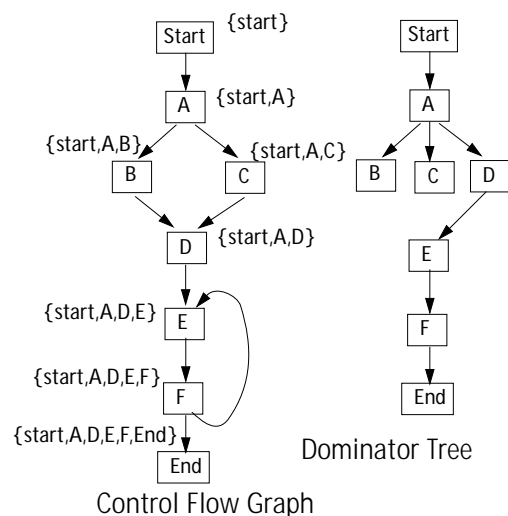 Start
{start}
A
{start,A}
{start,A,B}
{start,A,C}
B
C
D
{start,A,D}
{start,A,D,E}
E
{start,A,D,E,F}
F
{start,A,D,E,F,End}
End
Control Flow Graph
Start
A
B
C
D
E
F
End
Dominator Tree